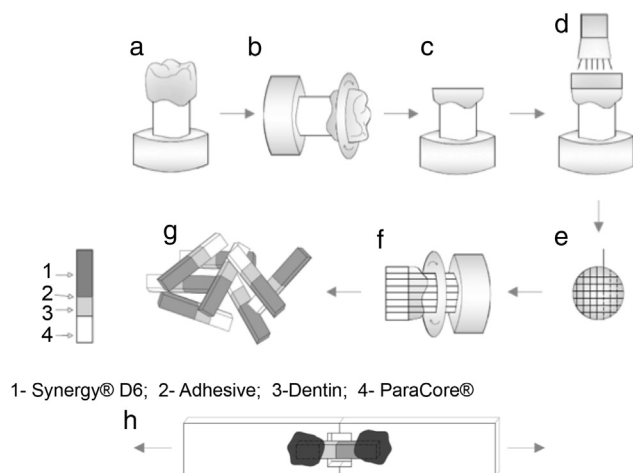 a
b
c
d
g
f
e
1
2
3
4
1- Synergy® D6; 2- Adhesive; 3-Dentin; 4- ParaCore®
h